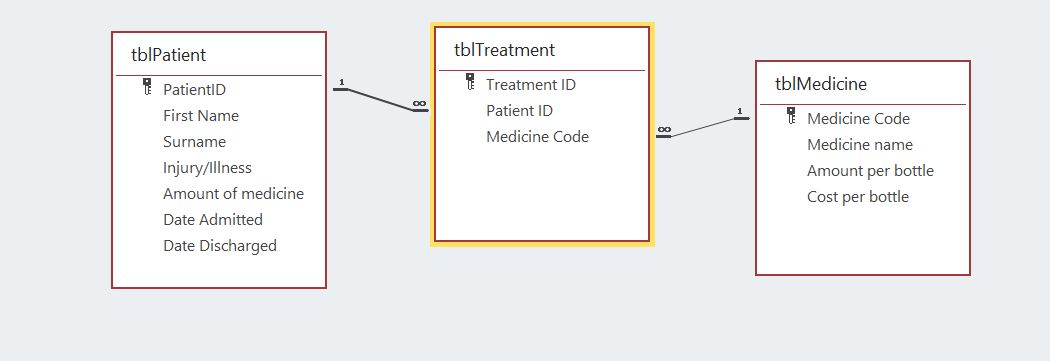 tblPatient
PatientID
First Name
Surname
Injury/Illness
Amount of medicine
Date Admitted
Date Discharged
1
∞
tblTreatment
Treatment ID
Patient ID
Medicine Code
∞
1
tblMedicine
Medicine Code
Medicine name
Amount per bottle
Cost per bottle